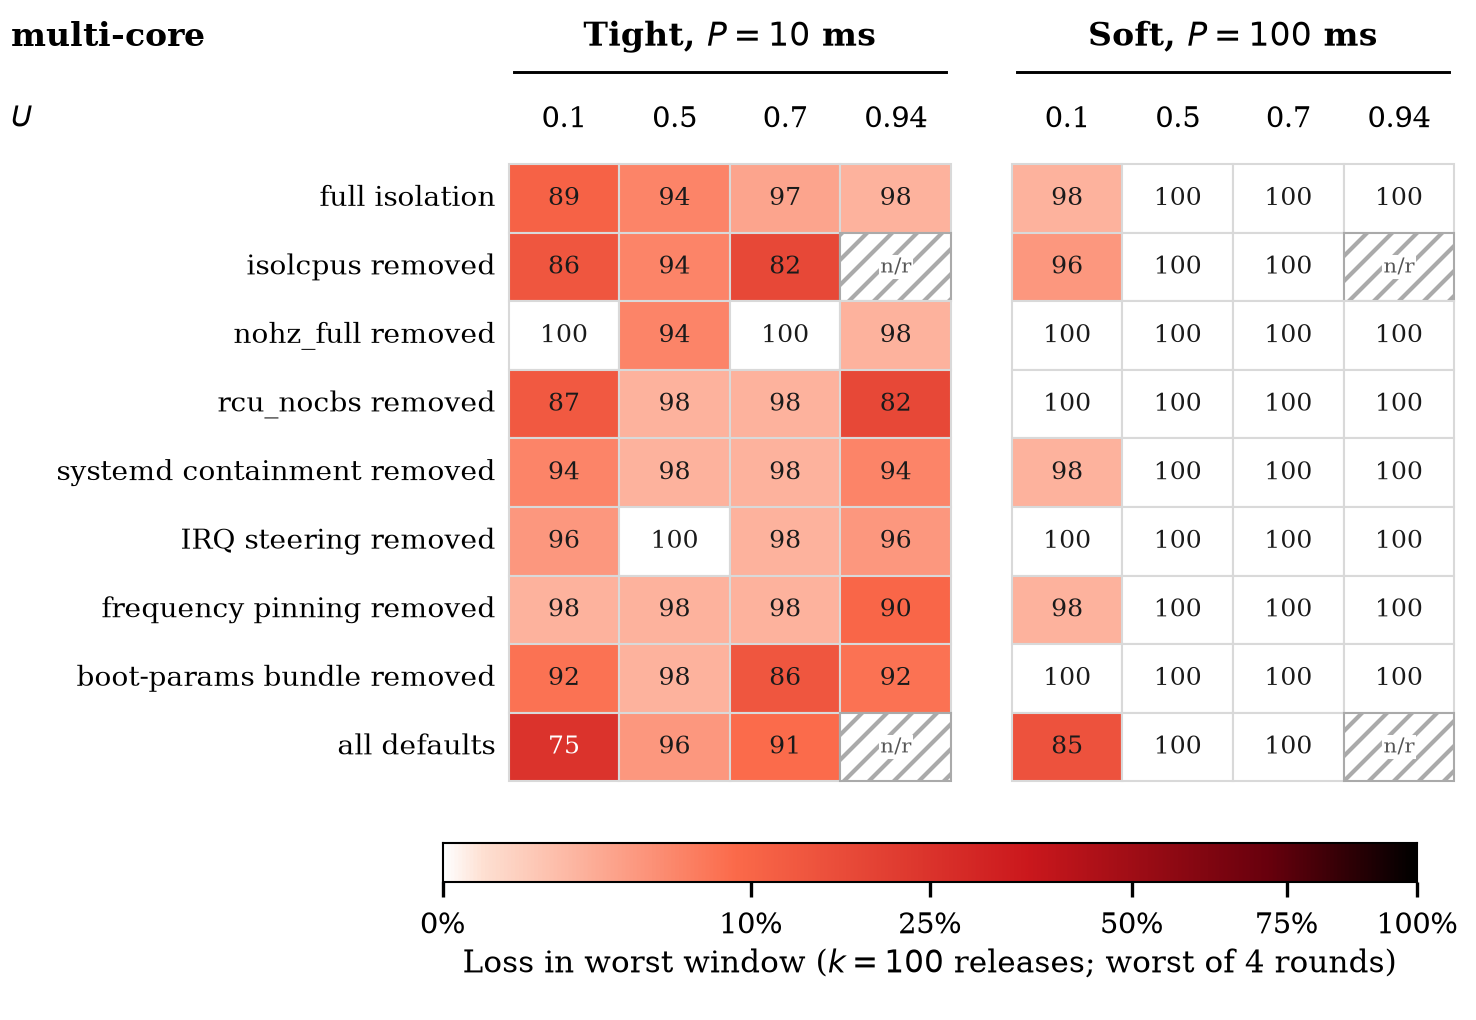 multi-core Tight, P = 10 ms Soft, P = 100 ms
U 0.1 0.5 0.7 0.94 0.1 0.5 0.7 0.94
full isolation 89 94 97 98 98 100 100 100
isolcpus removed 86 94 82 n/r 96 100 100 n/r
nohz_full removed 100 94 100 98 100 100 100 100
rcu_nocbs removed 87 98 98 82 100 100 100 100
systemd containment removed 94 98 98 94 98 100 100 100
IRQ steering removed 96 100 98 96 100 100 100 100
frequency pinning removed 98 98 98 90 98 100 100 100
boot-params bundle removed 92 98 86 92 100 100 100 100
all defaults 75 96 91 n/r 85 100 100 n/r
0% 10% 25% 50% 75% 100%
Loss in worst window (k = 100 releases; worst of 4 rounds)